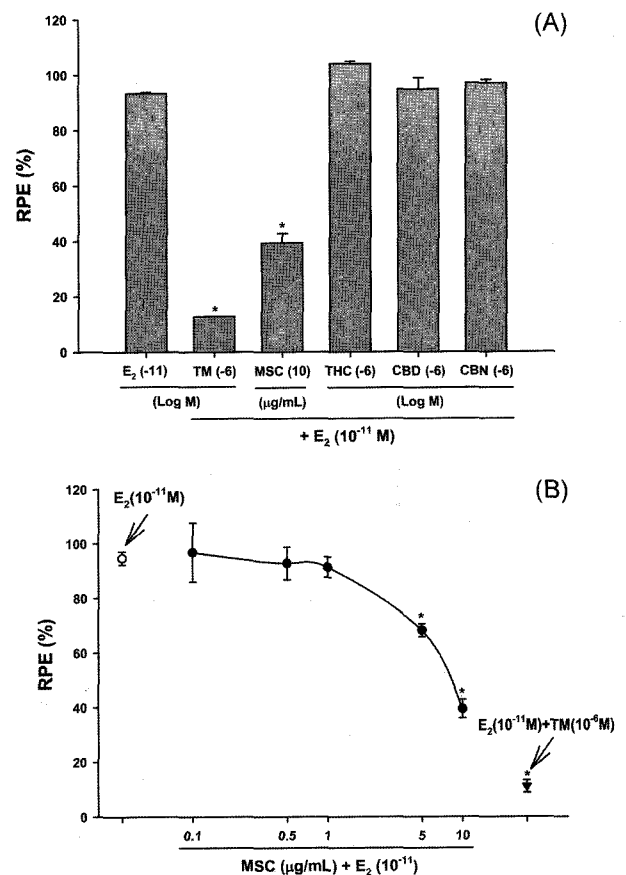 (A)
120
100
80
60
40
20
0
RPE (%)
*
*
E₂ (-11) TM (-6) MSC (10) THC (-6) CBD (-6) CBN (-6)
(Log M) (μg/mL) (Log M)
+ E₂ (10⁻¹¹ M)
(B)
120
100
80
60
40
20
0
RPE (%)
E₂(10⁻¹¹M)
*
*
E₂(10⁻¹¹M)+TM(10⁻⁶M)
*
0.1 0.5 1 5 10
MSC (μg/mL) + E₂ (10⁻¹¹)